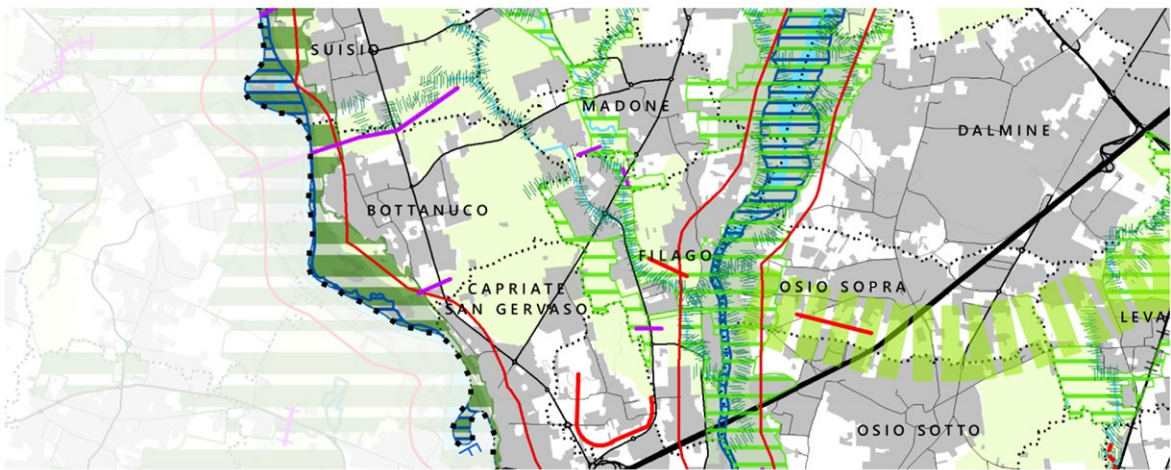 SUISIO
MADONE
DALMINE
BOTTANUCO
FILAGO
CAPRIATE
SAN GERVASO
OSIO SOPRA
LEVA
OSIO SOTTO